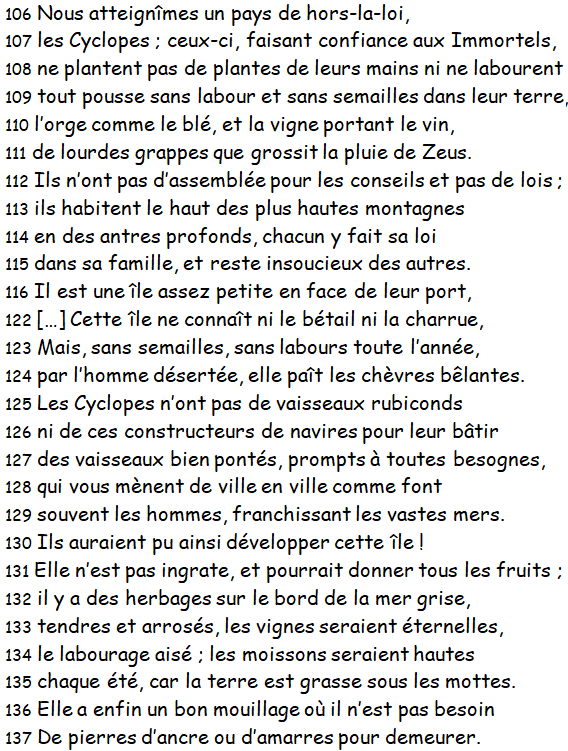 106 Nous atteignîmes un pays de hors-la-loi,
107 les Cyclopes ; ceux-ci, faisant confiance aux Immortels,
108 ne plantent pas de plantes de leurs mains ni ne labourent
109 tout pousse sans labour et sans semailles dans leur terre,
110 l'orge comme le blé, et la vigne portant le vin,
111 de lourdes grappes que grossit la pluie de Zeus.
112 Ils n'ont pas d'assemblée pour les conseils et pas de lois ;
113 ils habitent le haut des plus hautes montagnes
114 en des antres profonds, chacun y fait sa loi
115 dans sa famille, et reste insoucieux des autres.
116 Il est une île assez petite en face de leur port,
122 [...] Cette île ne connaît ni le bétail ni la charrue,
123 Mais, sans semailles, sans labours toute l'année,
124 par l'homme désertée, elle paît les chèvres bêlantes.
125 Les Cyclopes n'ont pas de vaisseaux rubiconds
126 ni de ces constructeurs de navires pour leur bâtir
127 des vaisseaux bien pontés, prompts à toutes besognes,
128 qui vous mènent de ville en ville comme font
129 souvent les hommes, franchissant les vastes mers.
130 Ils auraient pu ainsi développer cette île !
131 Elle n'est pas ingrate, et pourrait donner tous les fruits ;
132 il y a des herbages sur le bord de la mer grise,
133 tendres et arrosés, les vignes seraient éternelles,
134 le labourage aisé ; les moissons seraient hautes
135 chaque été, car la terre est grasse sous les mottes.
136 Elle a enfin un bon mouillage où il n'est pas besoin
137 De pierres d'ancre ou d'amarres pour demeurer.